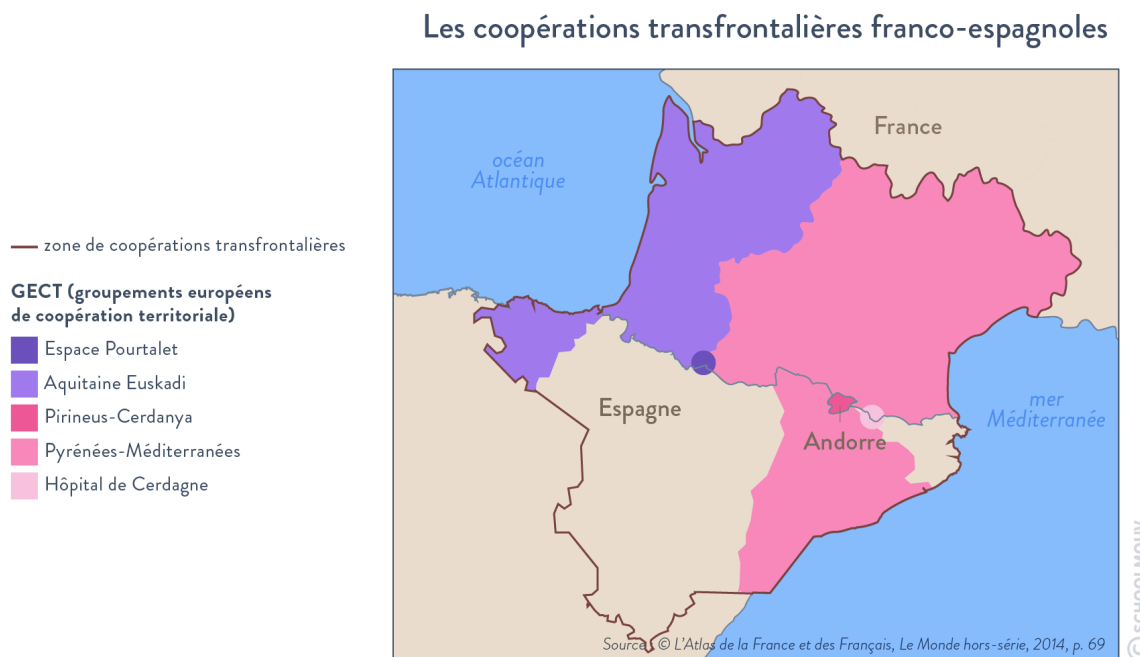 Les coopérations transfrontalières franco-espagnoles
France
océan
Atlantique
zone de coopérations transfrontalières
GECT (groupements européens
de coopération territoriale)
Espace Pourtalet
Aquitaine Euskadi
Pirineus-Cerdanya
Pyrénées-Méditerranées
Hôpital de Cerdagne
Espagne
Andorre
mer
Méditerranée
Source : © L'Atlas de la France et des Français, Le Monde hors-série, 2014, p. 69
© SCHOOLMOUV